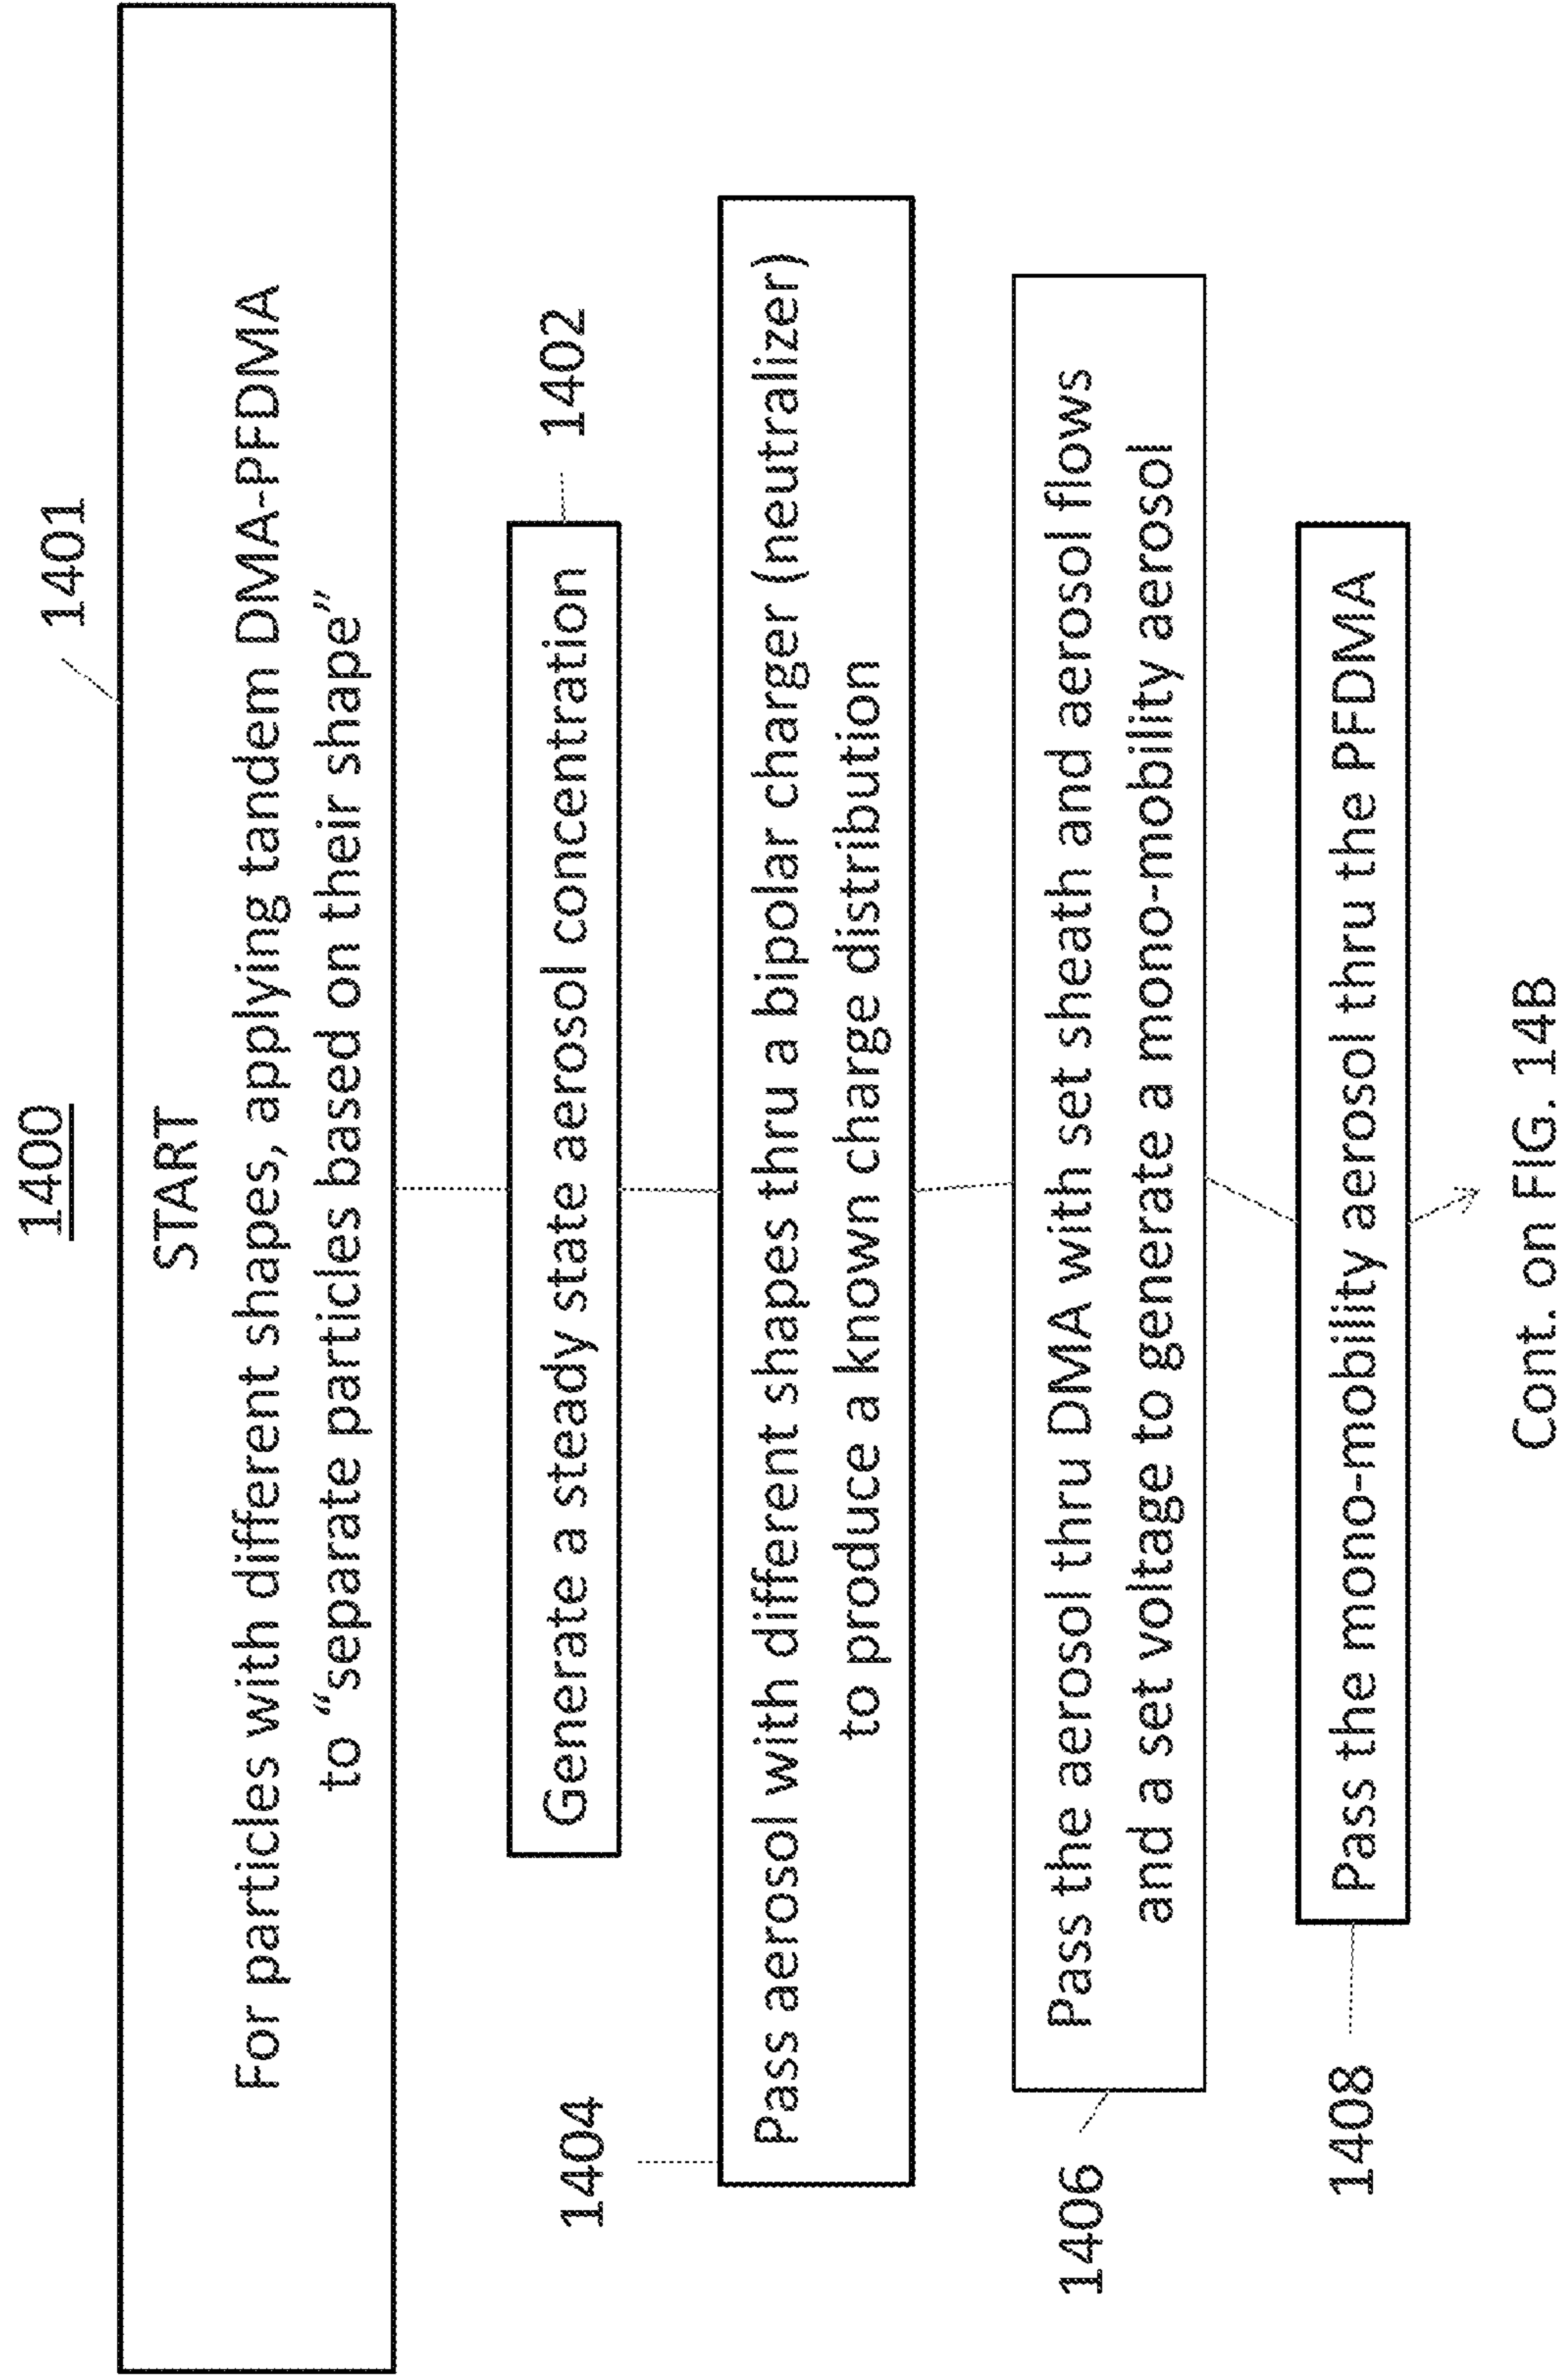 1400
1401
START
For particles with different shapes, applying tandem DMA-PFDMA
to “separate particles based on their shape”
1402
Generate a steady state aerosol concentration
1404
Pass aerosol with different shapes thru a bipolar charger (neutralizer)
to produce a known charge distribution
1406
Pass the aerosol thru DMA with set sheath and aerosol flows
and a set voltage to generate a mono-mobility aerosol
1408
Pass the mono-mobility aerosol thru the PFDMA
Cont. on FIG. 14B